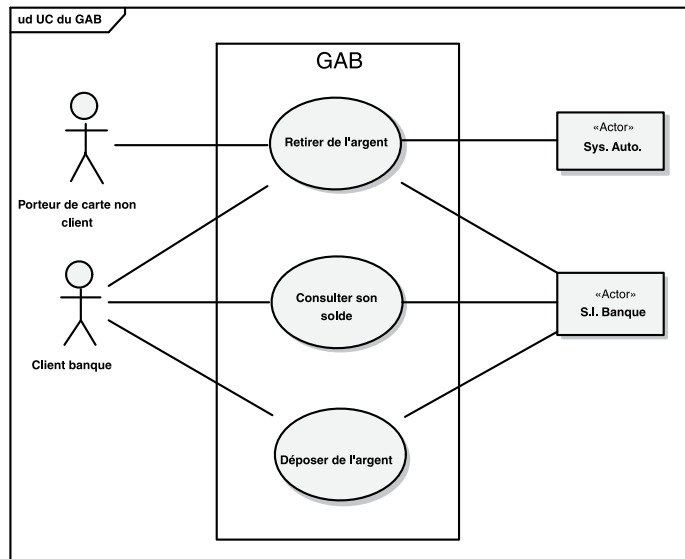 ud UC du GAB
GAB
Retirer de l'argent
«Actor»
Sys. Auto.
Porteur de carte non
client
Consulter son
solde
«Actor»
S.I. Banque
Client banque
Déposer de l'argent